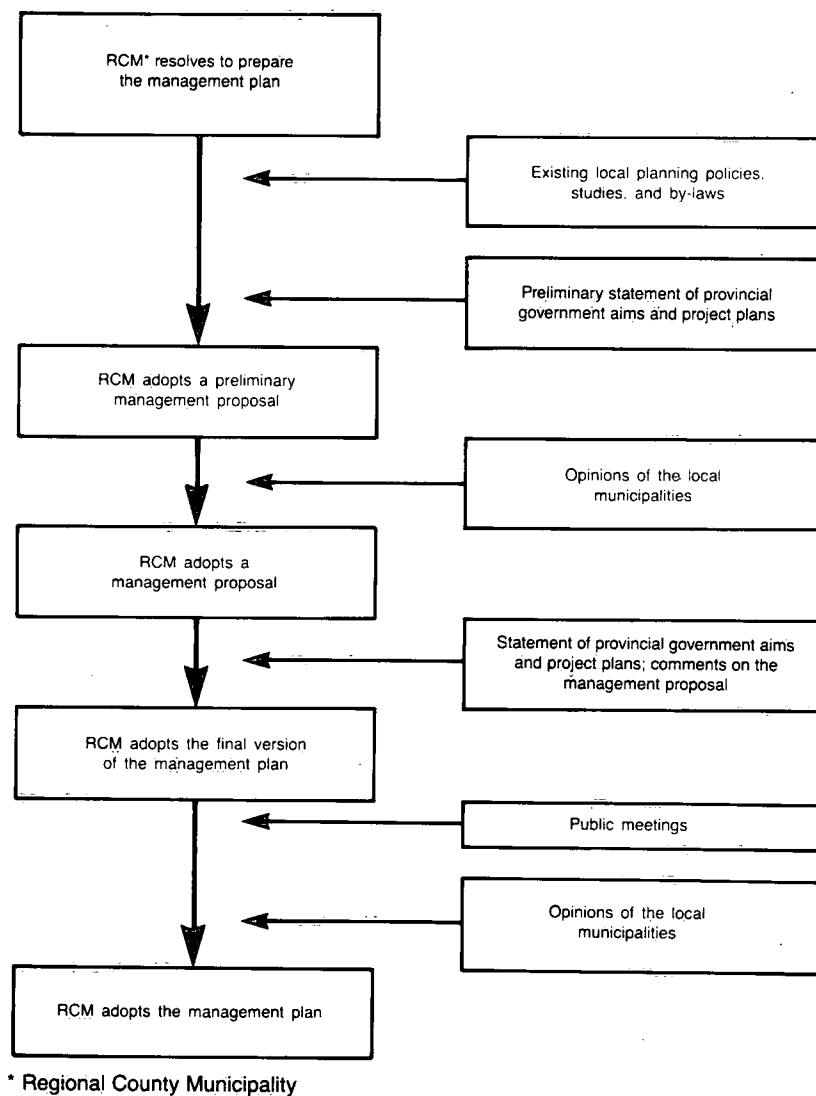 RCM* resolves to prepare
the management plan
Existing local planning policies,
studies, and by-laws
Preliminary statement of provincial
government aims and project plans
RCM adopts a preliminary
management proposal
Opinions of the local
municipalities
RCM adopts a
management proposal
Statement of provincial government aims
and project plans; comments on the
management proposal
RCM adopts the final version
of the management plan
Public meetings
Opinions of the local
municipalities
RCM adopts the management plan
* Regional County Municipality